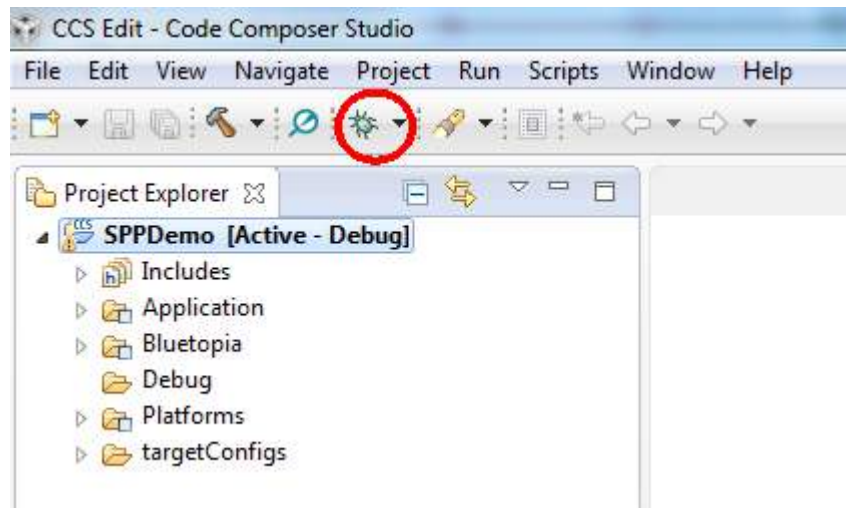 CCS Edit - Code Composer Studio
File Edit View Navigate Project Run Scripts Window Help
Project Explorer
CCS
SPPDemo [Active - Debug]
h
Includes
Application
Bluetopia
Debug
Platforms
targetConfigs